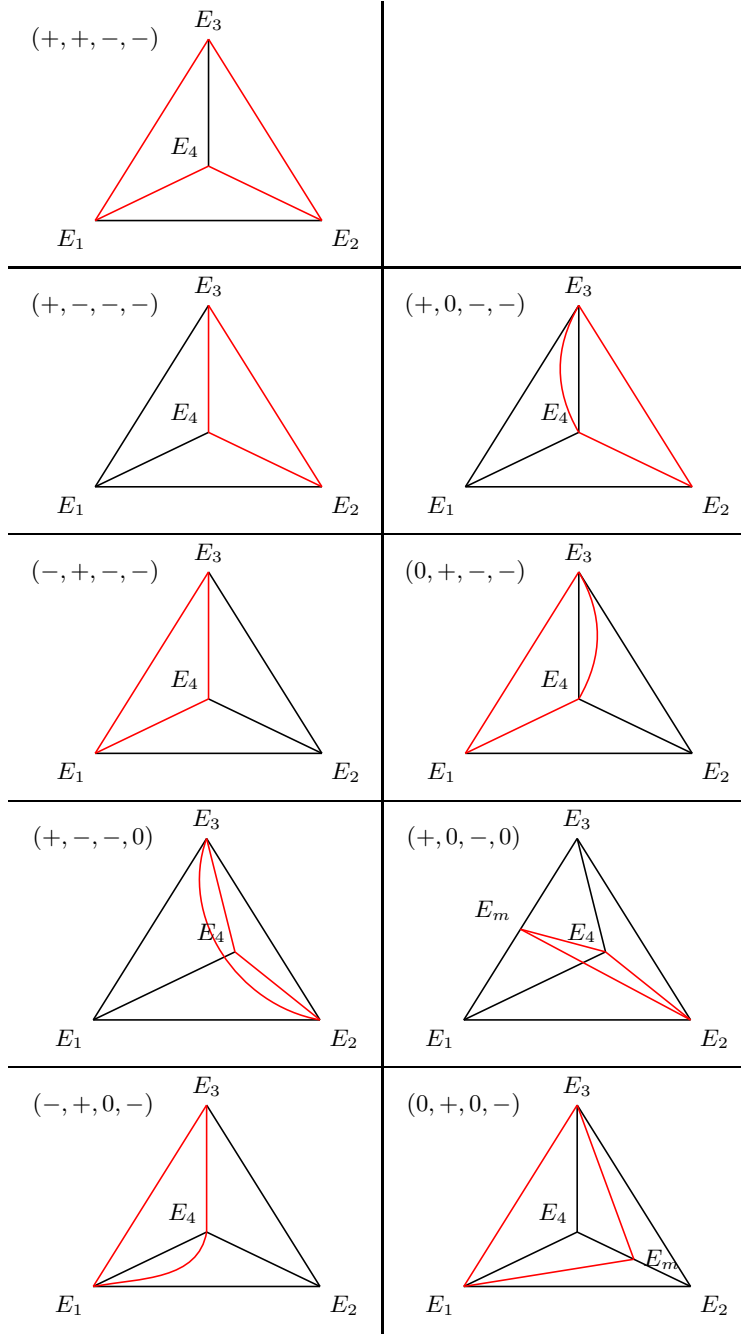 (+, +, −, −)
E₃
E₄
E₁
E₂
(+, −, −, −)
E₃
E₄
E₁
E₂
(+, 0, −, −)
E₃
E₄
E₁
E₂
(−, +, −, −)
E₃
E₄
E₁
E₂
(0, +, −, −)
E₃
E₄
E₁
E₂
(+, −, −, 0)
E₃
E₄
E₁
E₂
(+, 0, −, 0)
E₃
Eₘ
E₄
E₁
E₂
(−, +, 0, −)
E₃
E₄
E₁
E₂
(0, +, 0, −)
E₃
E₄
Eₘ
E₁
E₂